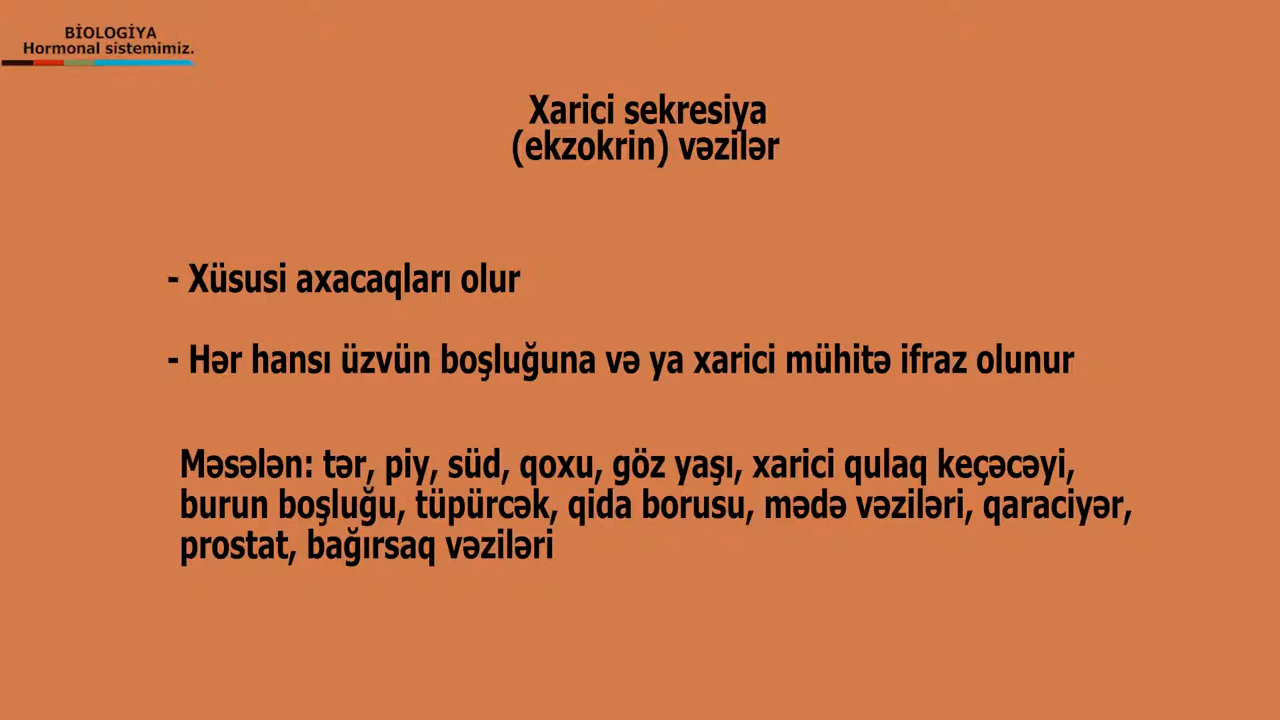 BİOLOGİYA
Hormonal sistemimiz.
Xarici sekresiya
(ekzokrin) vəzilər
- Xüsusi axacaqları olur
- Hər hansı üzvün boşluğuna və ya xarici mühitə ifraz olunur
Məsələn: tər, piy, süd, qoxu, göz yaşı, xarici qulaq keçəcəyi,
burun boşluğu, tüpürcək, qida borusu, mədə vəziləri, qaraciyər,
prostat, bağırsaq vəziləri